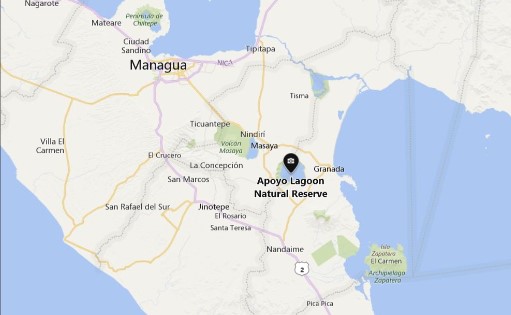 Nagarote
Mateare
Península de
Chiltepe
Ciudad
Sandino
Tipitapa
Managua
NIC1
Tisma
Ticuantepe
Nindirí
Volcán
Masaya
Masaya
Villa El
Carmen
El Crucero
La Concepción
Granada
San Marcos
Apoyo Lagoon
Natural Reserve
San Rafael del Sur
Jinotepe
El Rosario
Santa Teresa
Nandaime
Isla
Zapatera
El Carmen
Archipiélago
Zapatera
2
Pica Pica